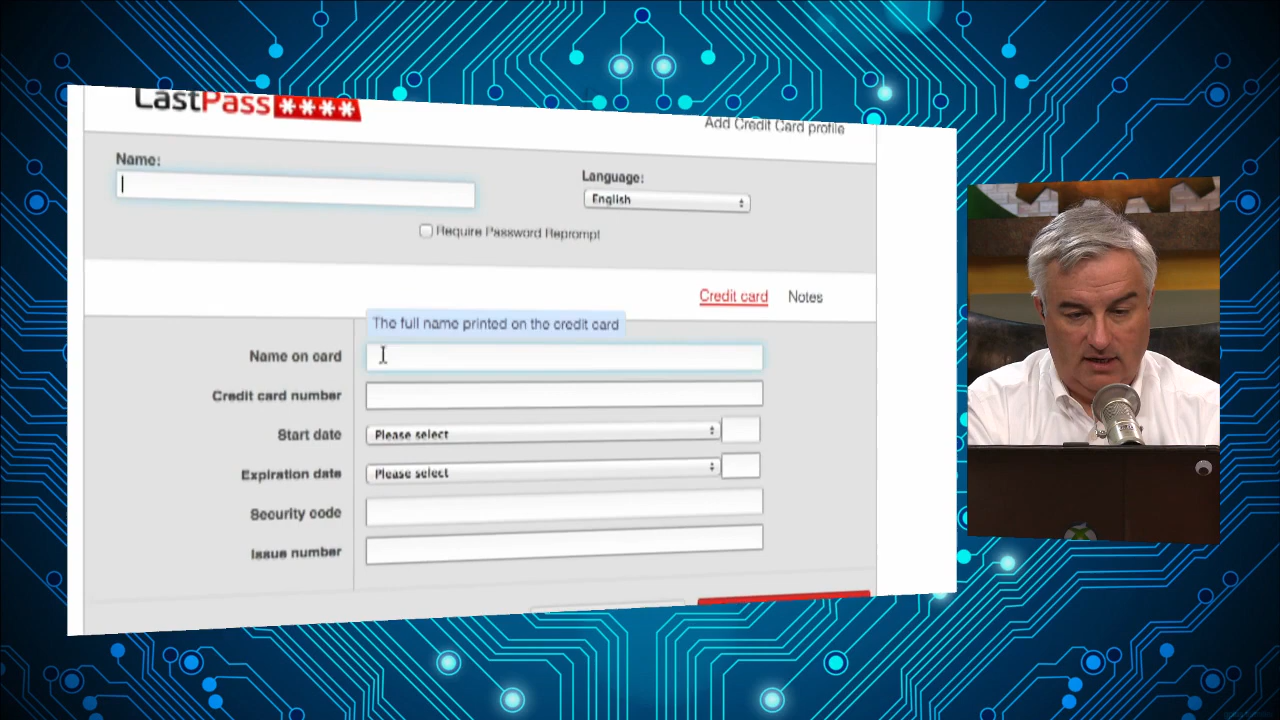 LastPass ****
Add Credit Card profile
Name:
Language:
English
Require Password Reprompt
Credit card
Notes
The full name printed on the credit card
Name on card
Credit card number
Start date
Please select
Expiration date
Please select
Security code
Issue number